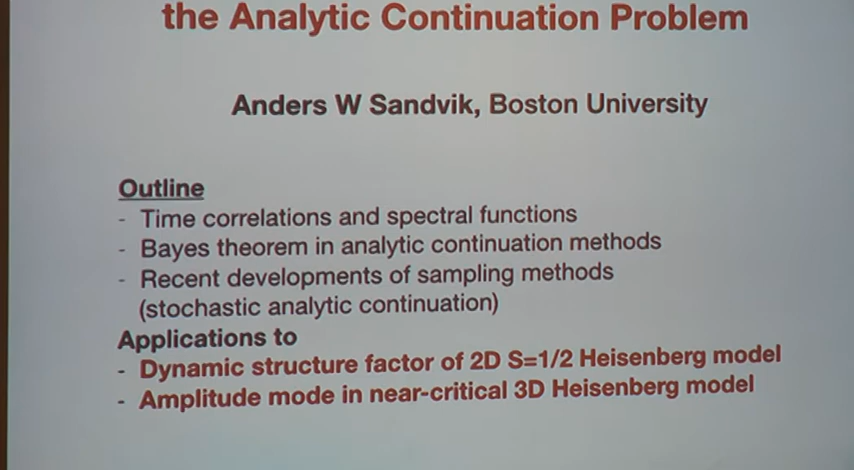 the Analytic Continuation Problem
Anders W Sandvik, Boston University
Outline
- Time correlations and spectral functions
- Bayes theorem in analytic continuation methods
- Recent developments of sampling methods
(stochastic analytic continuation)
Applications to
- Dynamic structure factor of 2D S=1/2 Heisenberg model
- Amplitude mode in near-critical 3D Heisenberg model